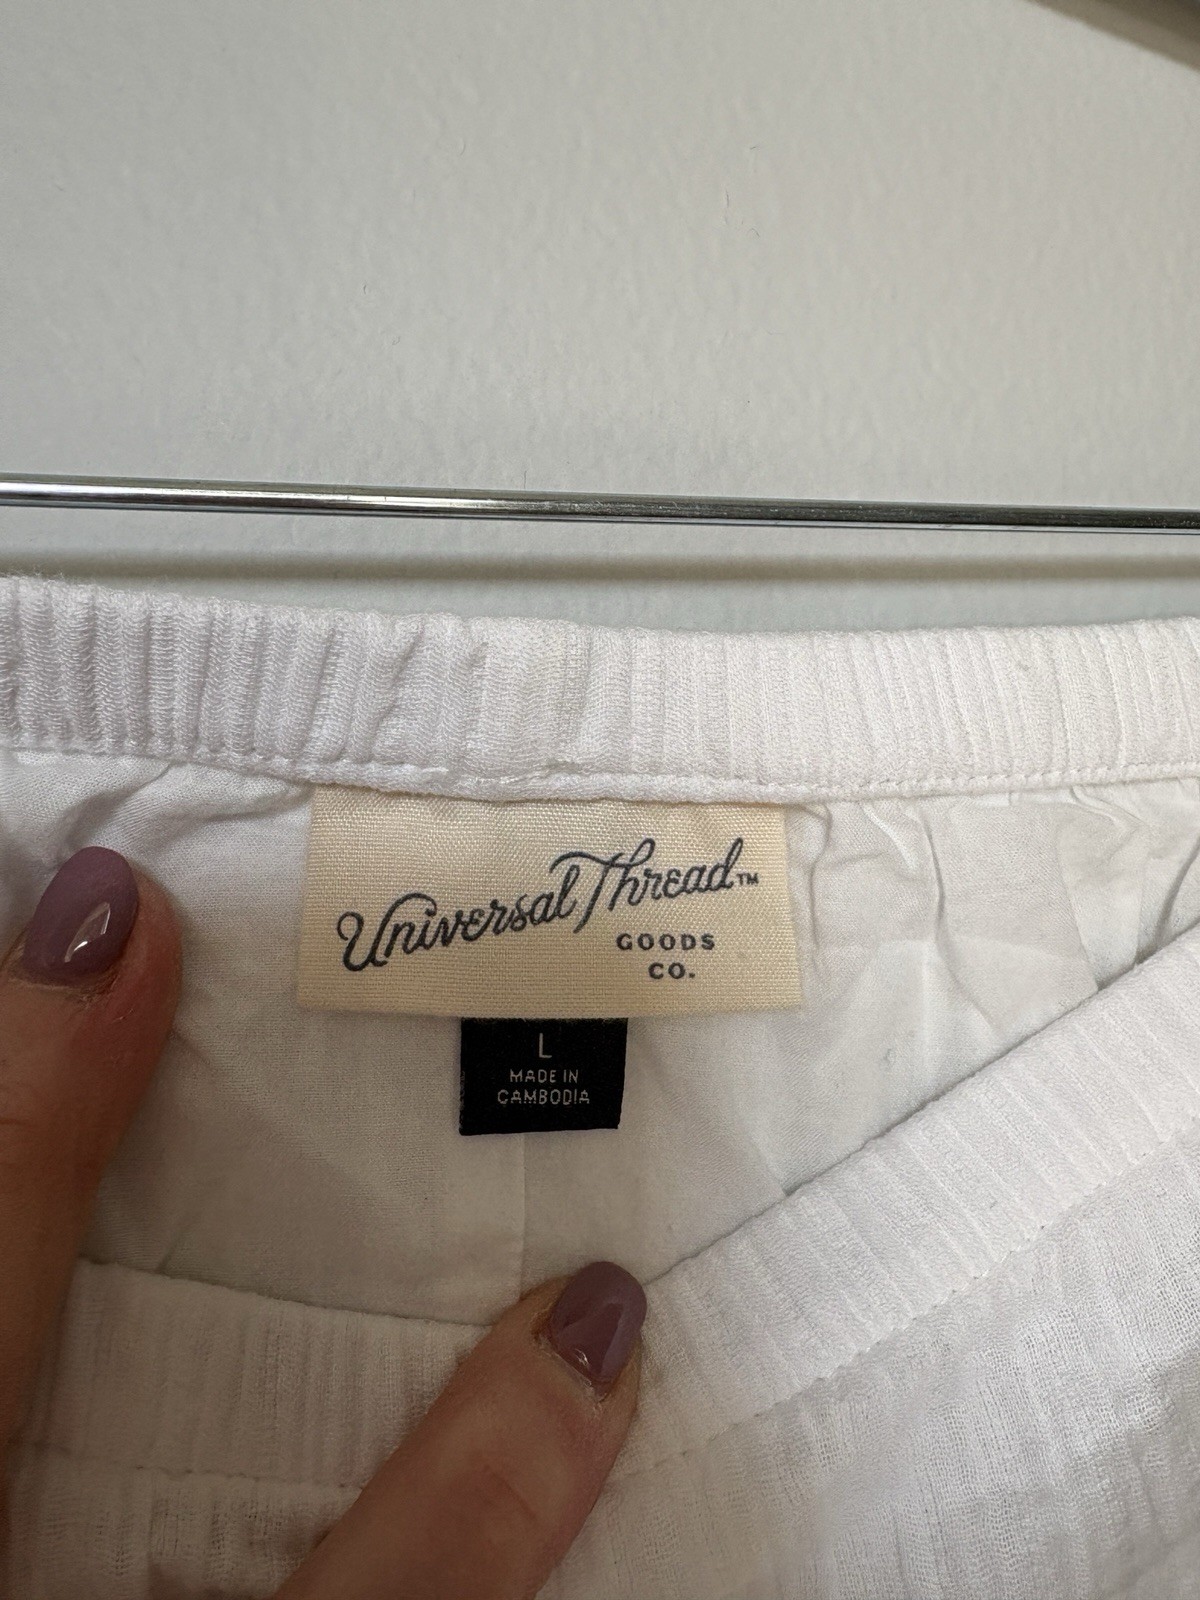 Universal Thread™
GOODS
CO.
L
MADE IN
CAMBODIA